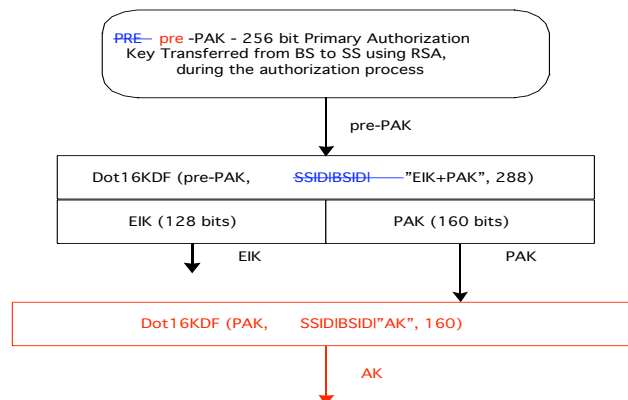 PRE pre -PAK - 256 bit Primary Authorization
Key Transferred from BS to SS using RSA,
during the authorization process
pre-PAK
Dot16KDF (pre-PAK, SSID|BSID| "EIK+PAK", 288)
EIK (128 bits) PAK (160 bits)
EIK PAK
Dot16KDF (PAK, SSID|BSID|"AK", 160)
AK